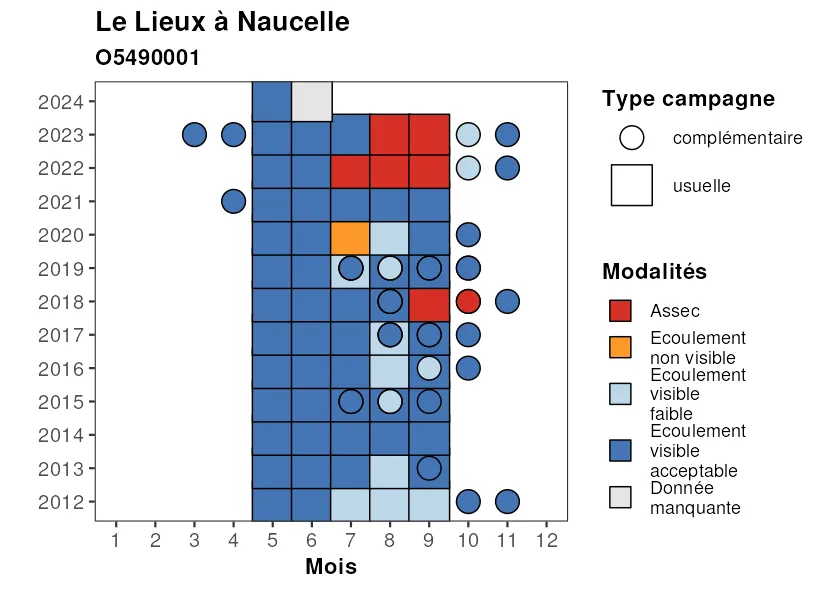 Le Lieux à Naucelle
O5490001
2024
2023
2022
2021
2020
2019
2018
2017
2016
2015
2014
2013
2012
1 2 3 4 5 6 7 8 9 10 11 12
Mois
Type campagne
complémentaire
usuelle
Modalités
Assec
Ecoulement
non visible
Ecoulement
visible
faible
Ecoulement
visible
acceptable
Donnée
manquante